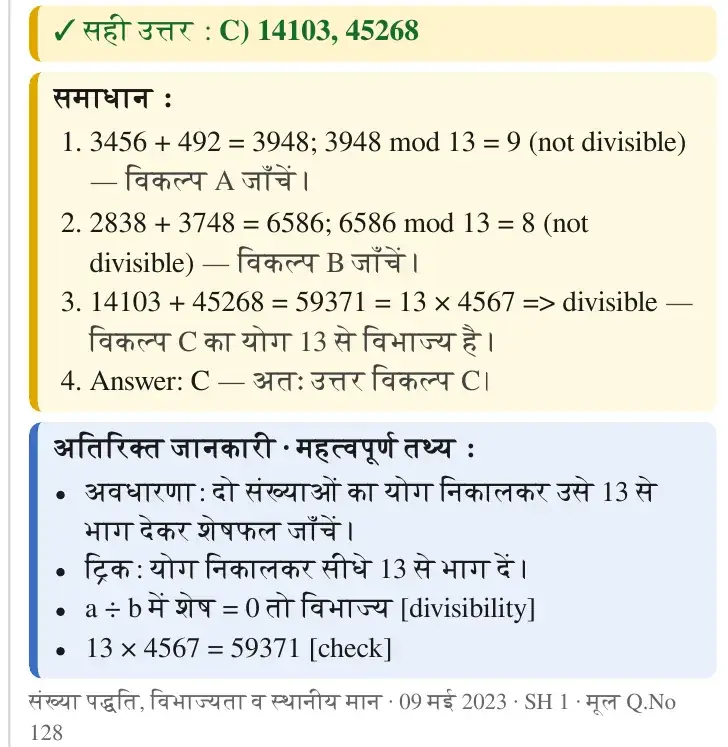 ✓ सही उत्तर : C) 14103, 45268
समाधान :
1. 3456 + 492 = 3948; 3948 mod 13 = 9 (not divisible)
— विकल्प A जाँचें।
2. 2838 + 3748 = 6586; 6586 mod 13 = 8 (not
divisible) — विकल्प B जाँचें।
3. 14103 + 45268 = 59371 = 13 × 4567 => divisible —
विकल्प C का योग 13 से विभाज्य है।
4. Answer: C — अतः उत्तर विकल्प C।
अतिरिक्त जानकारी · महत्वपूर्ण तथ्य :
• अवधारणा : दो संख्याओं का योग निकालकर उसे 13 से
भाग देकर शेषफल जाँचें।
• ट्रिक : योग निकालकर सीधे 13 से भाग दें।
• a ÷ b में शेष = 0 तो विभाज्य [divisibility]
• 13 × 4567 = 59371 [check]
संख्या पद्धति, विभाज्यता व स्थानीय मान · 09 मई 2023 · SH 1 · मूल Q.No
128